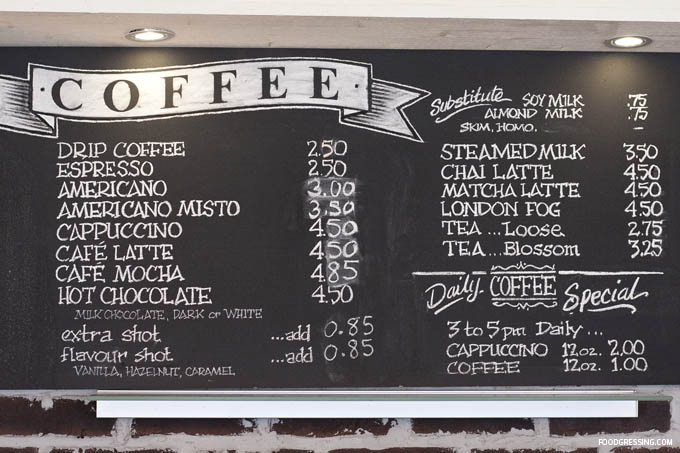 COFFEE
DRIP COFFEE 2.50
ESPRESSO 2.50
AMERICANO 3.00
AMERICANO MISTO 3.50
CAPPUCCINO 4.50
CAFÉ LATTE 4.50
CAFÉ MOCHA 4.85
HOT CHOCOLATE 4.50
MILK CHOCOLATE, DARK or WHITE
extra shot ...add 0.85
flavour shot ...add 0.85
VANILLA, HAZELNUT, CARAMEL
Substitute SOY MILK .75
ALMOND MILK .75
SKIM, HOMO. –
STEAMED MILK 3.50
CHAI LATTE 4.50
MATCHA LATTE 4.50
LONDON FOG 4.50
TEA ...Loose 2.75
TEA ...Blossom 3.25
Daily COFFEE Special
3 to 5 pm Daily ...
CAPPUCCINO 12oz. 2.00
COFFEE 12oz. 1.00
FOODGRESSING.COM